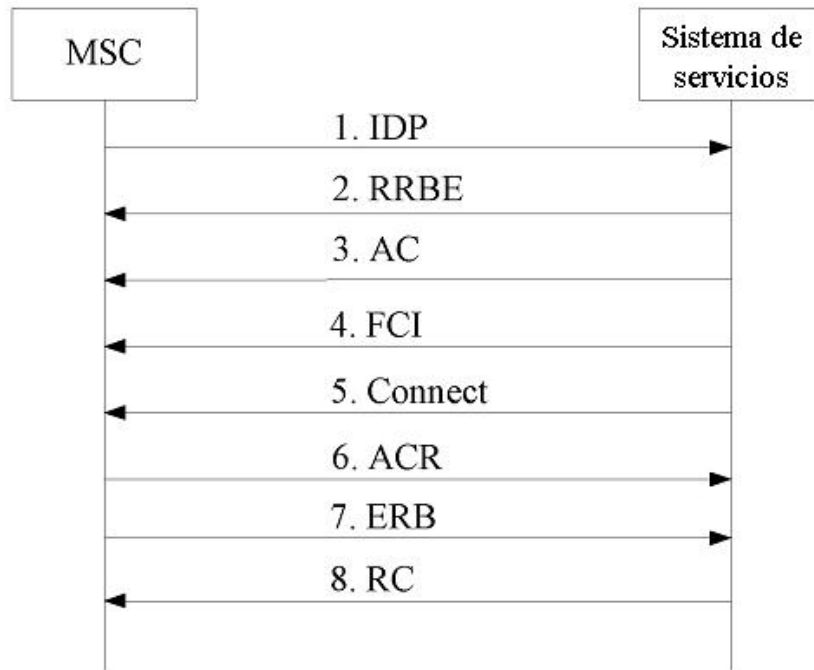 MSC
Sistema de
servicios
1. IDP
2. RRBE
3. AC
4. FCI
5. Connect
6. ACR
7. ERB
8. RC